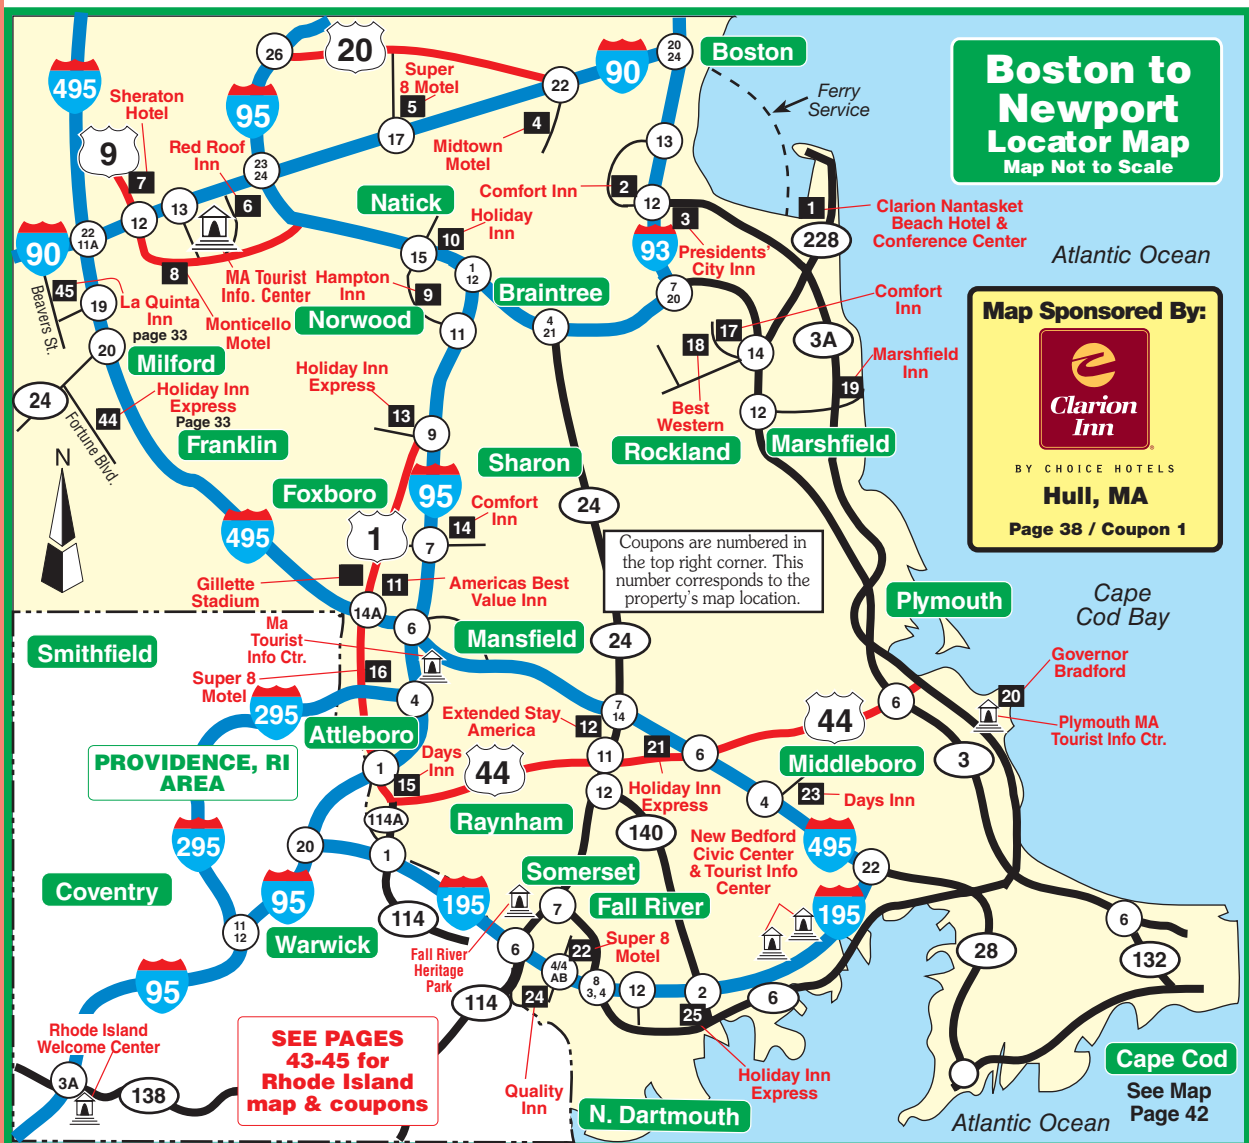 Boston to
Newport
Locator Map
Map Not to Scale
20
26
20
24
Boston
90
22
495
95
Super
8 Motel
5
Sheraton
Hotel
Ferry
Service
4
17
Midtown
Motel
9
Red Roof
Inn
13
23
24
7
Natick
Comfort Inn
2
12
6
13
12
3
1
Clarion Nantasket
Beach Hotel &
Conference Center
Holiday
Inn
10
22
11A
90
93
228
Presidents'
City Inn
Atlantic Ocean
15
8
MA Tourist
Info. Center
Hampton
Inn
9
1
12
Braintree
7
20
Comfort
Inn
45
La Quinta
Inn
page 33
19
Beavers St.
Monticello
Motel
Norwood
11
4
21
17
18
14
3A
Map Sponsored By:
Clarion
Inn
BY CHOICE HOTELS
Hull, MA
Page 38 / Coupon 1
20
Milford
Marshfield
Inn
19
Holiday Inn
Express
Page 33
Holiday Inn
Express
24
44
Fortune Blvd.
13
Best
Western
12
9
Franklin
Rockland
Marshfield
N
Sharon
Foxboro
95
24
Comfort
Inn
14
495
1
7
Coupons are numbered in
the top right corner. This
number corresponds to the
property's map location.
Gillette
Stadium
11
Americas Best
Value Inn
14A
Plymouth
Cape
Cod Bay
Ma
Tourist
Info Ctr.
6
Mansfield
24
Smithfield
Super 8
Motel
16
Governor
Bradford
20
295
4
Extended Stay
America
12
7
14
44
6
Plymouth MA
Tourist Info Ctr.
Attleboro
PROVIDENCE, RI
AREA
Days
Inn
1
15
44
11
21
6
Middleboro
3
Holiday Inn
Express
12
4
23
Days Inn
114A
Raynham
140
295
20
1
New Bedford
Civic Center
& Tourist Info
Center
495
22
Coventry
95
Somerset
195
7
Fall River
195
114
11
12
Warwick
Fall River
Heritage
Park
6
22
Super 8
Motel
6
28
132
95
4/4
AB
8
3, 4
12
2
6
114
24
25
Rhode Island
Welcome Center
SEE PAGES
43-45 for
Rhode Island
map & coupons
3A
138
Quality
Inn
Holiday Inn
Express
N. Dartmouth
Cape Cod
See Map
Page 42
Atlantic Ocean